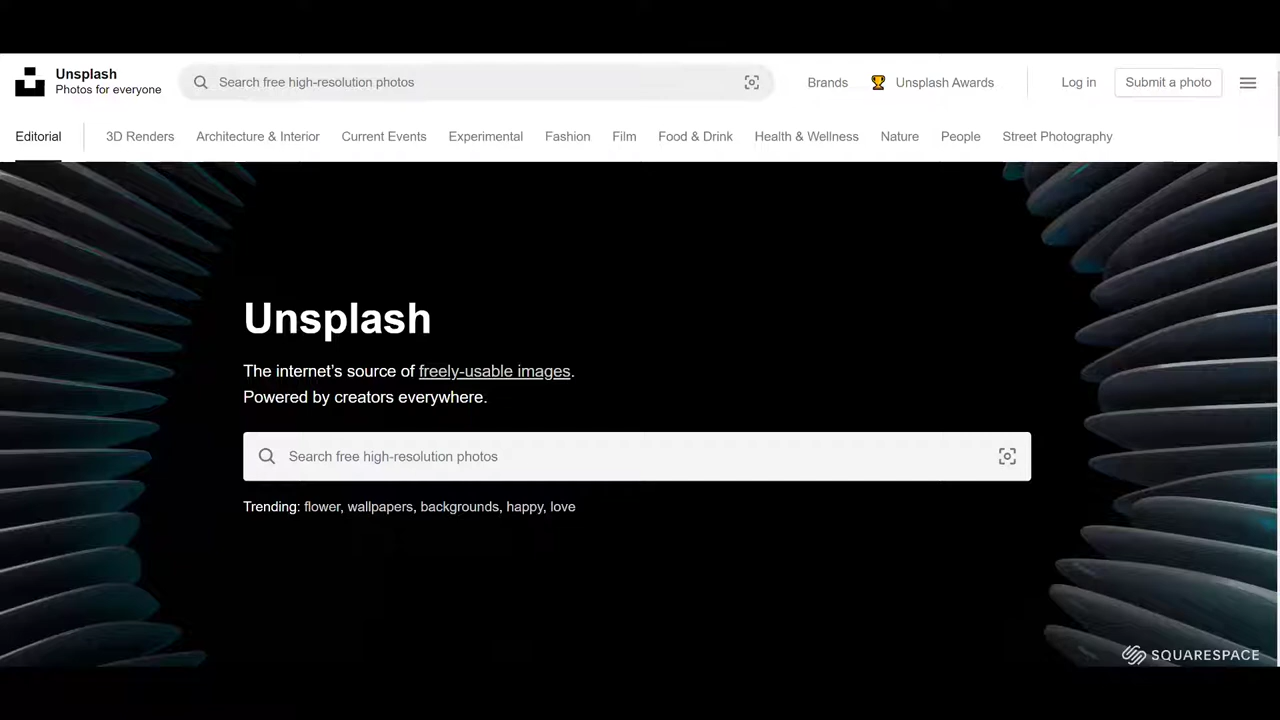 Unsplash
Photos for everyone
Search free high-resolution photos
Brands
Unsplash Awards
Log in
Submit a photo
Editorial
3D Renders
Architecture & Interior
Current Events
Experimental
Fashion
Film
Food & Drink
Health & Wellness
Nature
People
Street Photography
Unsplash
The internet's source of freely-usable images.
Powered by creators everywhere.
Search free high-resolution photos
Trending: flower, wallpapers, backgrounds, happy, love
SQUARESPACE